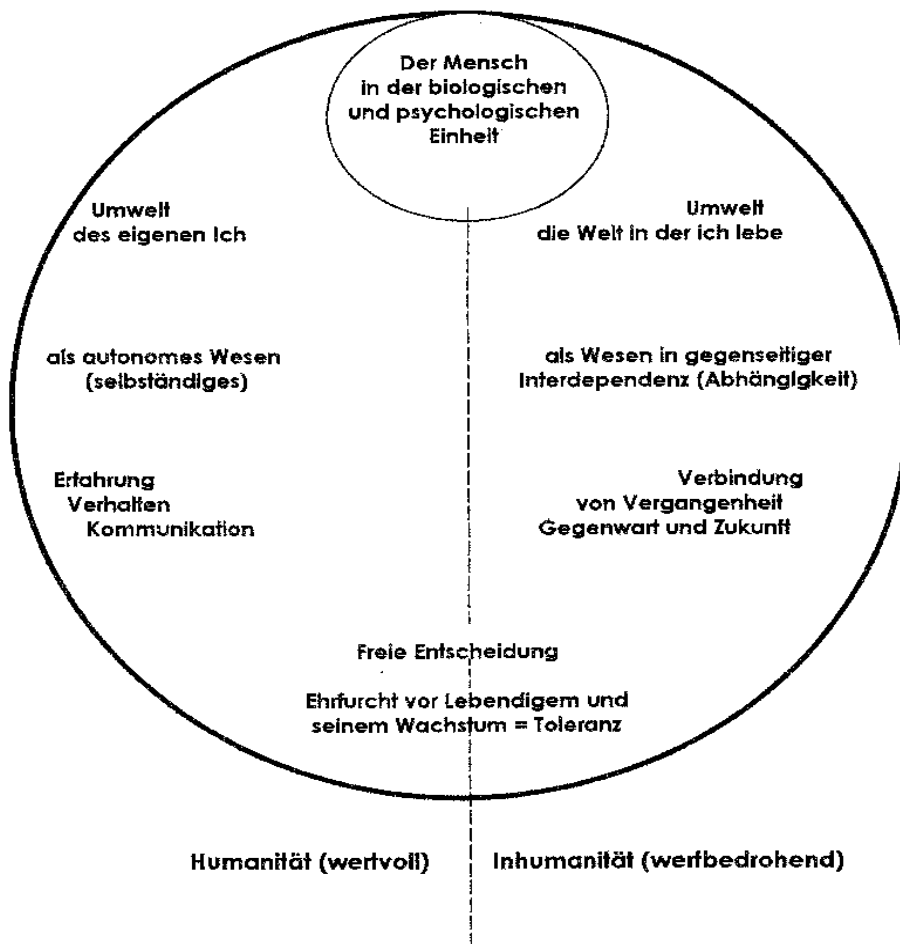 Der Mensch
in der biologischen
und psychologischen
Einheit
Umwelt
des eigenen Ich
Umwelt
die Welt in der ich lebe
als autonomes Wesen
(selbständiges)
als Wesen in gegenseitiger
Interdependenz (Abhängigkeit)
Erfahrung
Verhalten
Kommunikation
Verbindung
von Vergangenheit
Gegenwart und Zukunft
Freie Entscheidung
Ehrfurcht vor Lebendigem und
seinem Wachstum = Toleranz
Humanität (wertvoll)
Inhumanität (wertbedrohend)